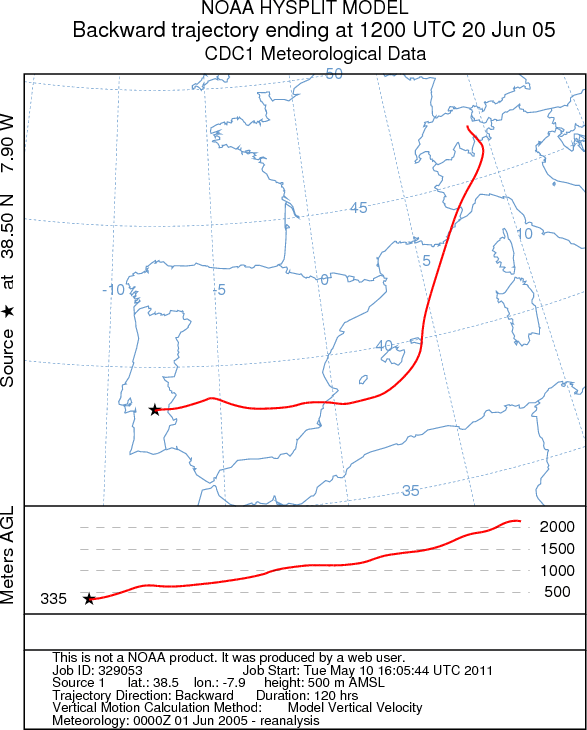 NOAA HYSPLIT MODEL
Backward trajectory ending at 1200 UTC 20 Jun 05
CDC1 Meteorological Data
Source ★ at 38.50 N 7.90 W
50
45
10
5
0
-5
-10
40
35
Meters AGL
2000
1500
1000
500
335
This is not a NOAA product. It was produced by a web user.
Job ID: 329053 Job Start: Tue May 10 16:05:44 UTC 2011
Source 1 lat.: 38.5 lon.: -7.9 height: 500 m AMSL
Trajectory Direction: Backward Duration: 120 hrs
Vertical Motion Calculation Method: Model Vertical Velocity
Meteorology: 0000Z 01 Jun 2005 - reanalysis